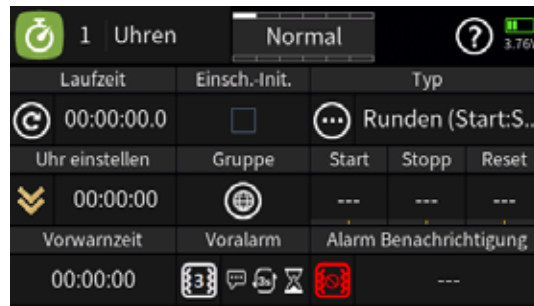 1 Uhren Normal ? 3.76V
Laufzeit Einsch.-Init. Typ
C 00:00:00.0 ... Runden (Start:S..
Uhr einstellen Gruppe Start Stopp Reset
00:00:00 --- --- ---
Vorwarnzeit Voralarm Alarm Benachrichtigung
00:00:00 3 3s ---